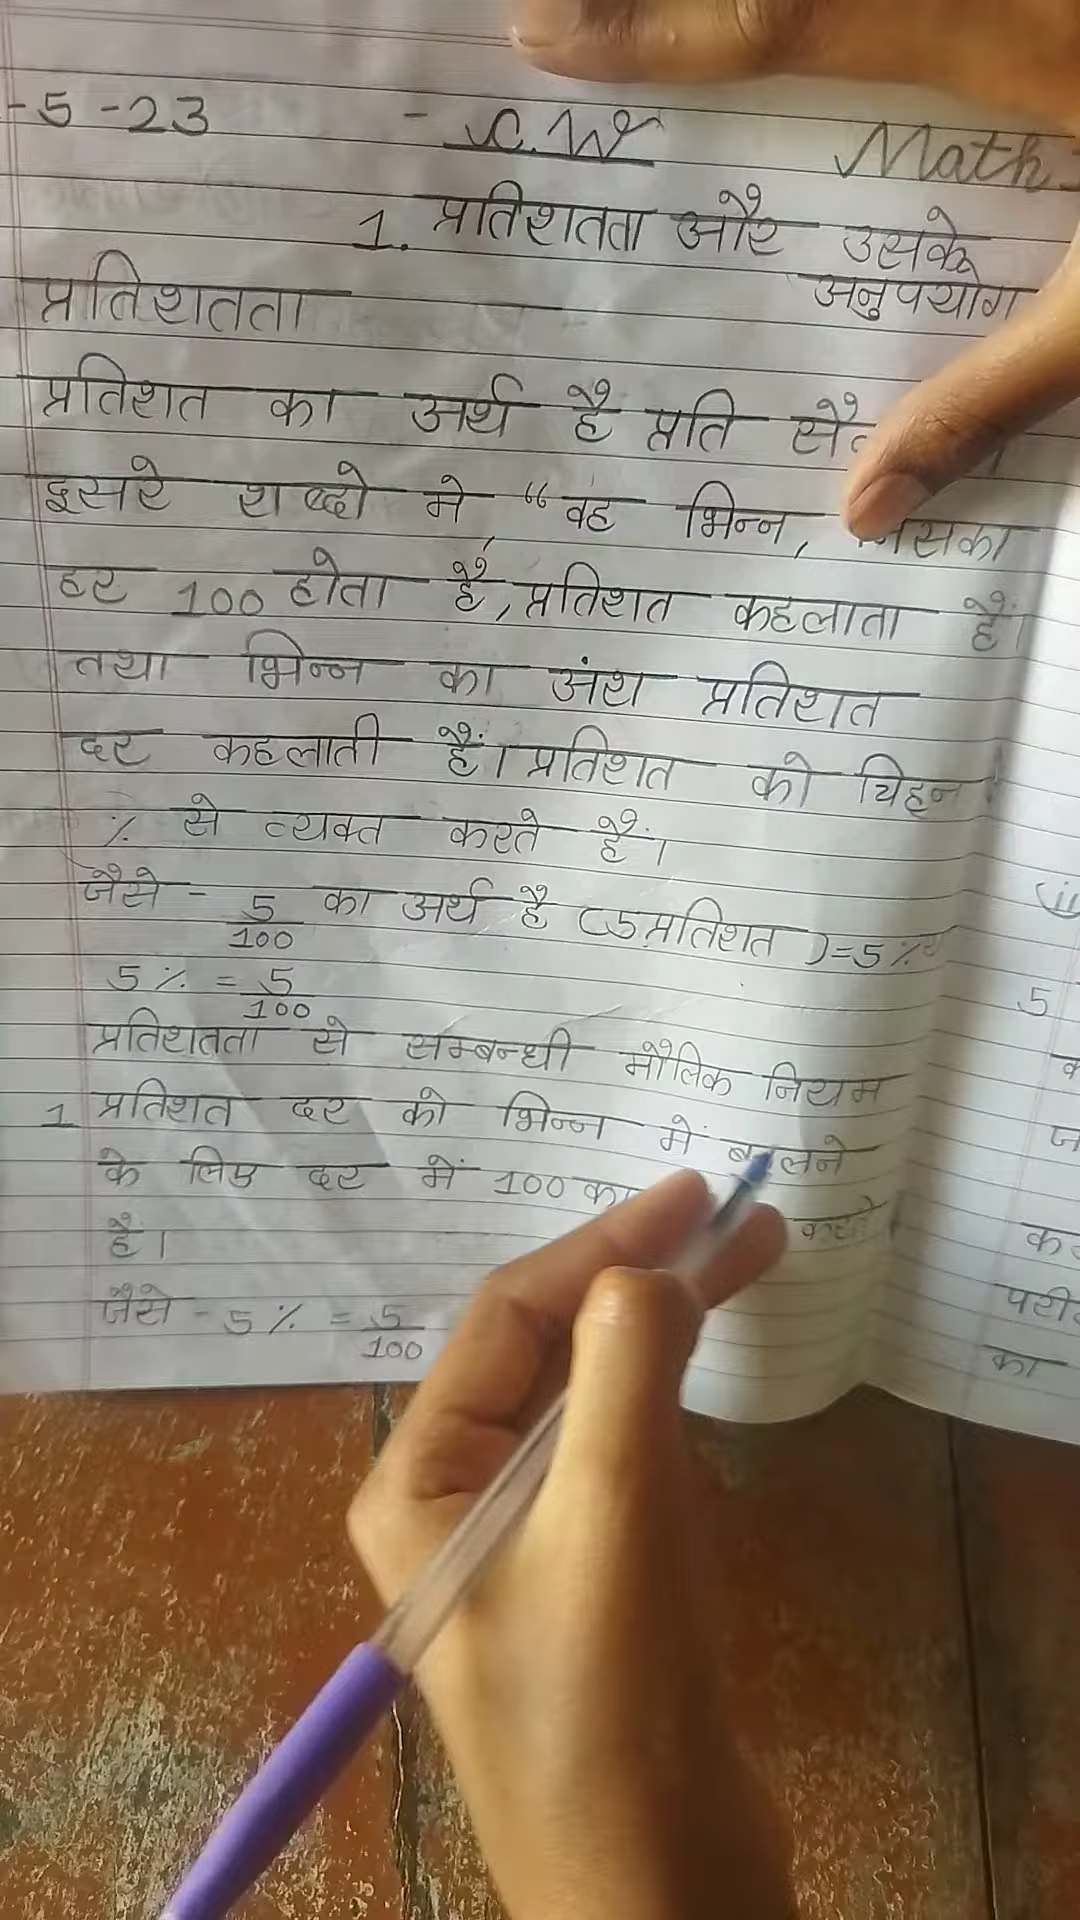 -5-23 - C.W Math
1. प्रतिशतता और उसके
अनुपयोग
प्रतिशतता
प्रतिशत का अर्थ है प्रति
इसरे शब्दो मे “वह भिन्न,
हर 100 होता है, प्रतिशत कहलाता हैं।
तथा भिन्न का अंश प्रतिशत
दर कहलाती हैं। प्रतिशत को चिह्न
% से व्यक्त करते हैं।
जैसे - 5/100 का अर्थ है (5 प्रतिशत) = 5%
5% = 5/100
प्रतिशतता से सम्बन्धी मौलिक नियम
1 प्रतिशत दर को भिन्न में
के लिए दर में 100 का
है।
जैसे - 5% = 5/100
5
का